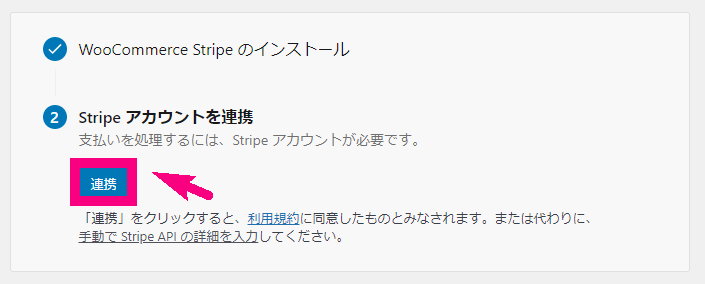 WooCommerce Stripe のインストール
2 Stripe アカウントを連携
支払いを処理するには、Stripe アカウントが必要です。
連携
「連携」をクリックすると、利用規約に同意したものとみなされます。または代わりに、
手動で Stripe API の詳細を入力してください。